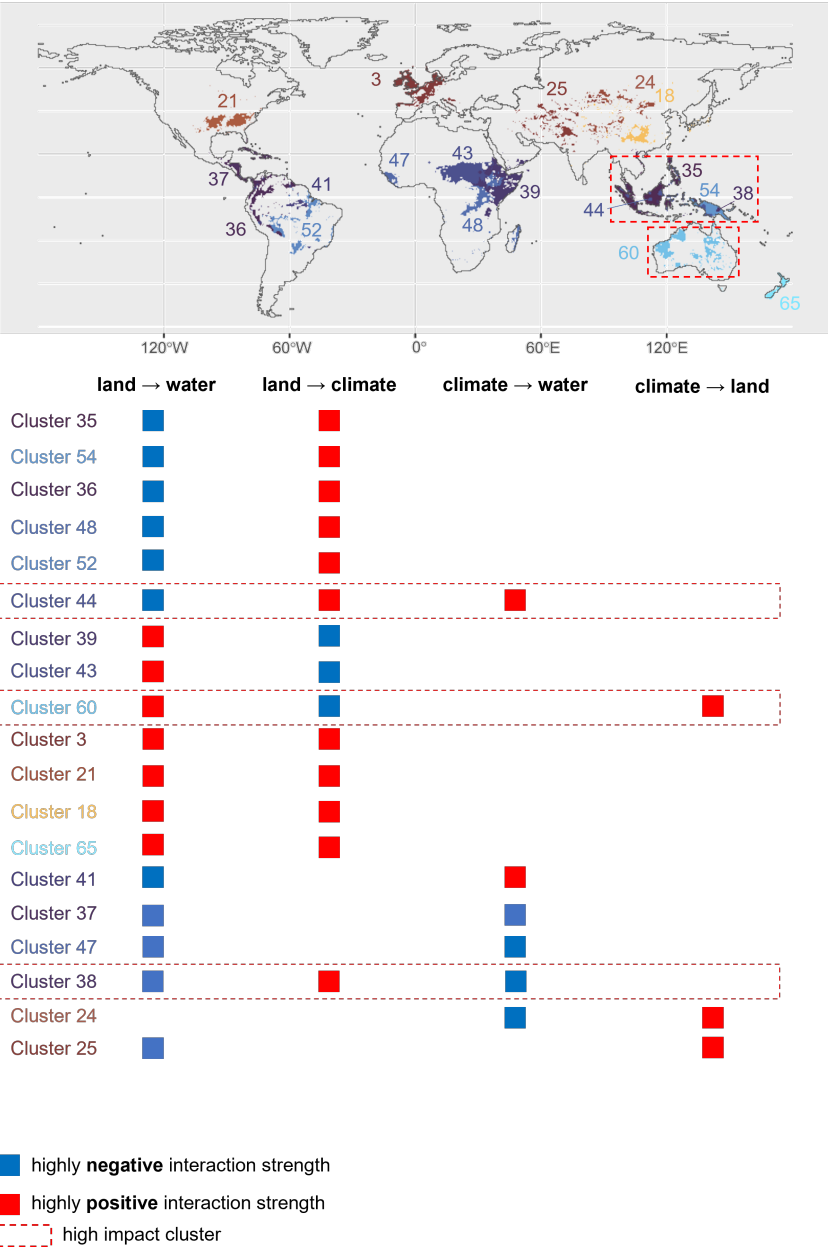 3
25
24
18
21
47
43
35
37
41
39
54
38
44
36
52
48
60
65
120°W 60°W 0° 60°E 120°E
land → water land → climate climate → water climate → land
Cluster 35
Cluster 54
Cluster 36
Cluster 48
Cluster 52
Cluster 44
Cluster 39
Cluster 43
Cluster 60
Cluster 3
Cluster 21
Cluster 18
Cluster 65
Cluster 41
Cluster 37
Cluster 47
Cluster 38
Cluster 24
Cluster 25
highly negative interaction strength
highly positive interaction strength
high impact cluster